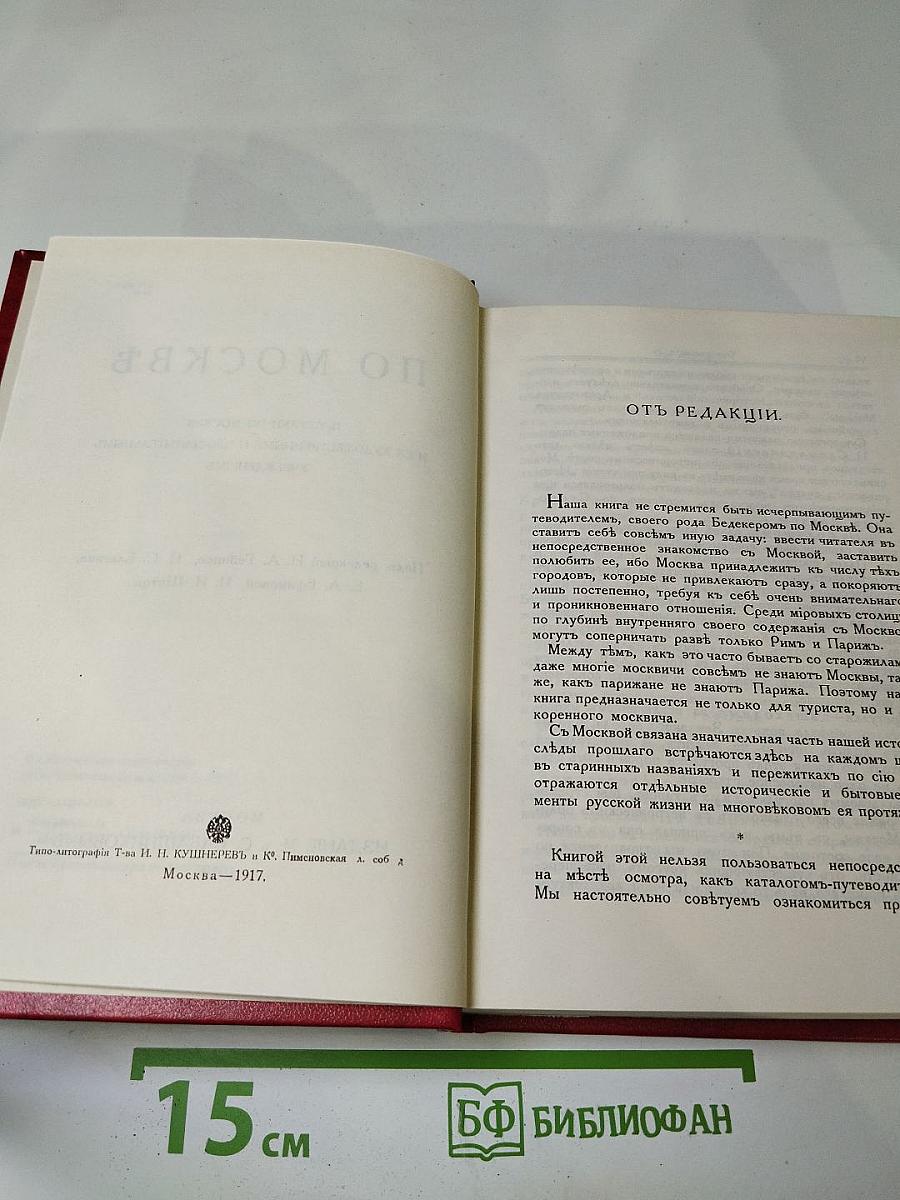 ПО МОСКВѢ
Типо-литографія Т-ва И. Н. КУШНЕРЕВЪ и Кº. Пименовская л. соб д
Москва—1917,
ОТЪ РЕДАКЦІИ.
Наша книга не стремится быть исчерпывающимъ пу-
теводителемъ, своего рода Бедекеромъ по Москвѣ. Она
ставитъ себѣ совсѣмъ иную задачу: ввести читателя въ
непосредственное знакомство съ Москвой, заставить
полюбить ее, ибо Москва принадлежитъ къ числу тѣхъ
городовъ, которые не привлекаютъ сразу, а покоряютъ
лишь постепенно, требуя къ себѣ очень внимательнаго
и проникновеннаго отношенія. Среди міровыхъ столицъ
по глубинѣ внутренняго своего содержанія съ Москво
могутъ соперничать развѣ только Римъ и Парижъ.
Между тѣмъ, какъ это часто бываетъ со старожилам
даже многіе москвичи совсѣмъ не знаютъ Москвы, та
же, какъ парижане не знаютъ Парижа. Поэтому на
книга предназначается не только для туриста, но и
коренного москвича.
Съ Москвой связана значительная часть нашей исто
слѣды прошлаго встрѣчаются здѣсь на каждомъ ш
въ старинныхъ названіяхъ и пережиткахъ по сію
отражаются отдѣльные историческіе и бытовые
менты русской жизни на многовѣковомъ ея протя
*
Книгой этой нельзя пользоваться непосредс
на мѣстѣ осмотра, какъ каталогомъ-путеводит
Мы настоятельно совѣтуемъ ознакомиться пр
15 см
БФ БИБЛИОФАН